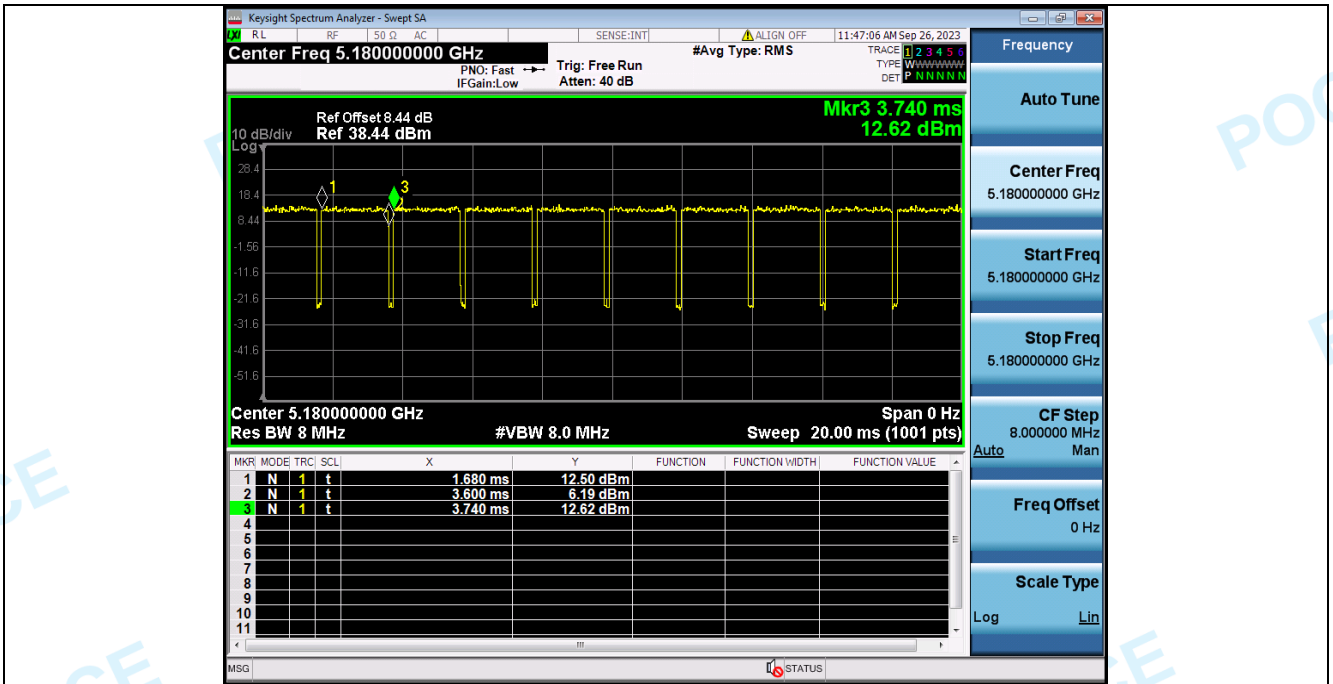 Keysight Spectrum Analyzer - Swept SA
LXI RL RF 50 Ω AC SENSE:INT ALIGN OFF 11:47:06 AM Sep 26, 2023
Center Freq 5.180000000 GHz #Avg Type: RMS TRACE 1 2 3 4 5 6
PNO: Fast Trig: Free Run TYPE WWWWWW
IFGain:Low Atten: 40 dB DET P N N N N N
Frequency
Auto Tune
Center Freq
5.180000000 GHz
Start Freq
5.180000000 GHz
Stop Freq
5.180000000 GHz
CF Step
8.000000 MHz
Auto Man
Freq Offset
0 Hz
Scale Type
Log Lin
Mkr3 3.740 ms
12.62 dBm
Ref Offset 8.44 dB
10 dB/div Ref 38.44 dBm
Log
28.4
18.4
8.44
-1.56
-11.6
-21.6
-31.6
-41.6
-51.6
1
3
2
Center 5.180000000 GHz Span 0 Hz
Res BW 8 MHz #VBW 8.0 MHz Sweep 20.00 ms (1001 pts)
MKR MODE TRC SCL X Y FUNCTION FUNCTION WIDTH FUNCTION VALUE
1 N 1 t 1.680 ms 12.50 dBm
2 N 1 t 3.600 ms 6.19 dBm
3 N 1 t 3.740 ms 12.62 dBm
4
5
6
7
8
9
10
11
MSG STATUS